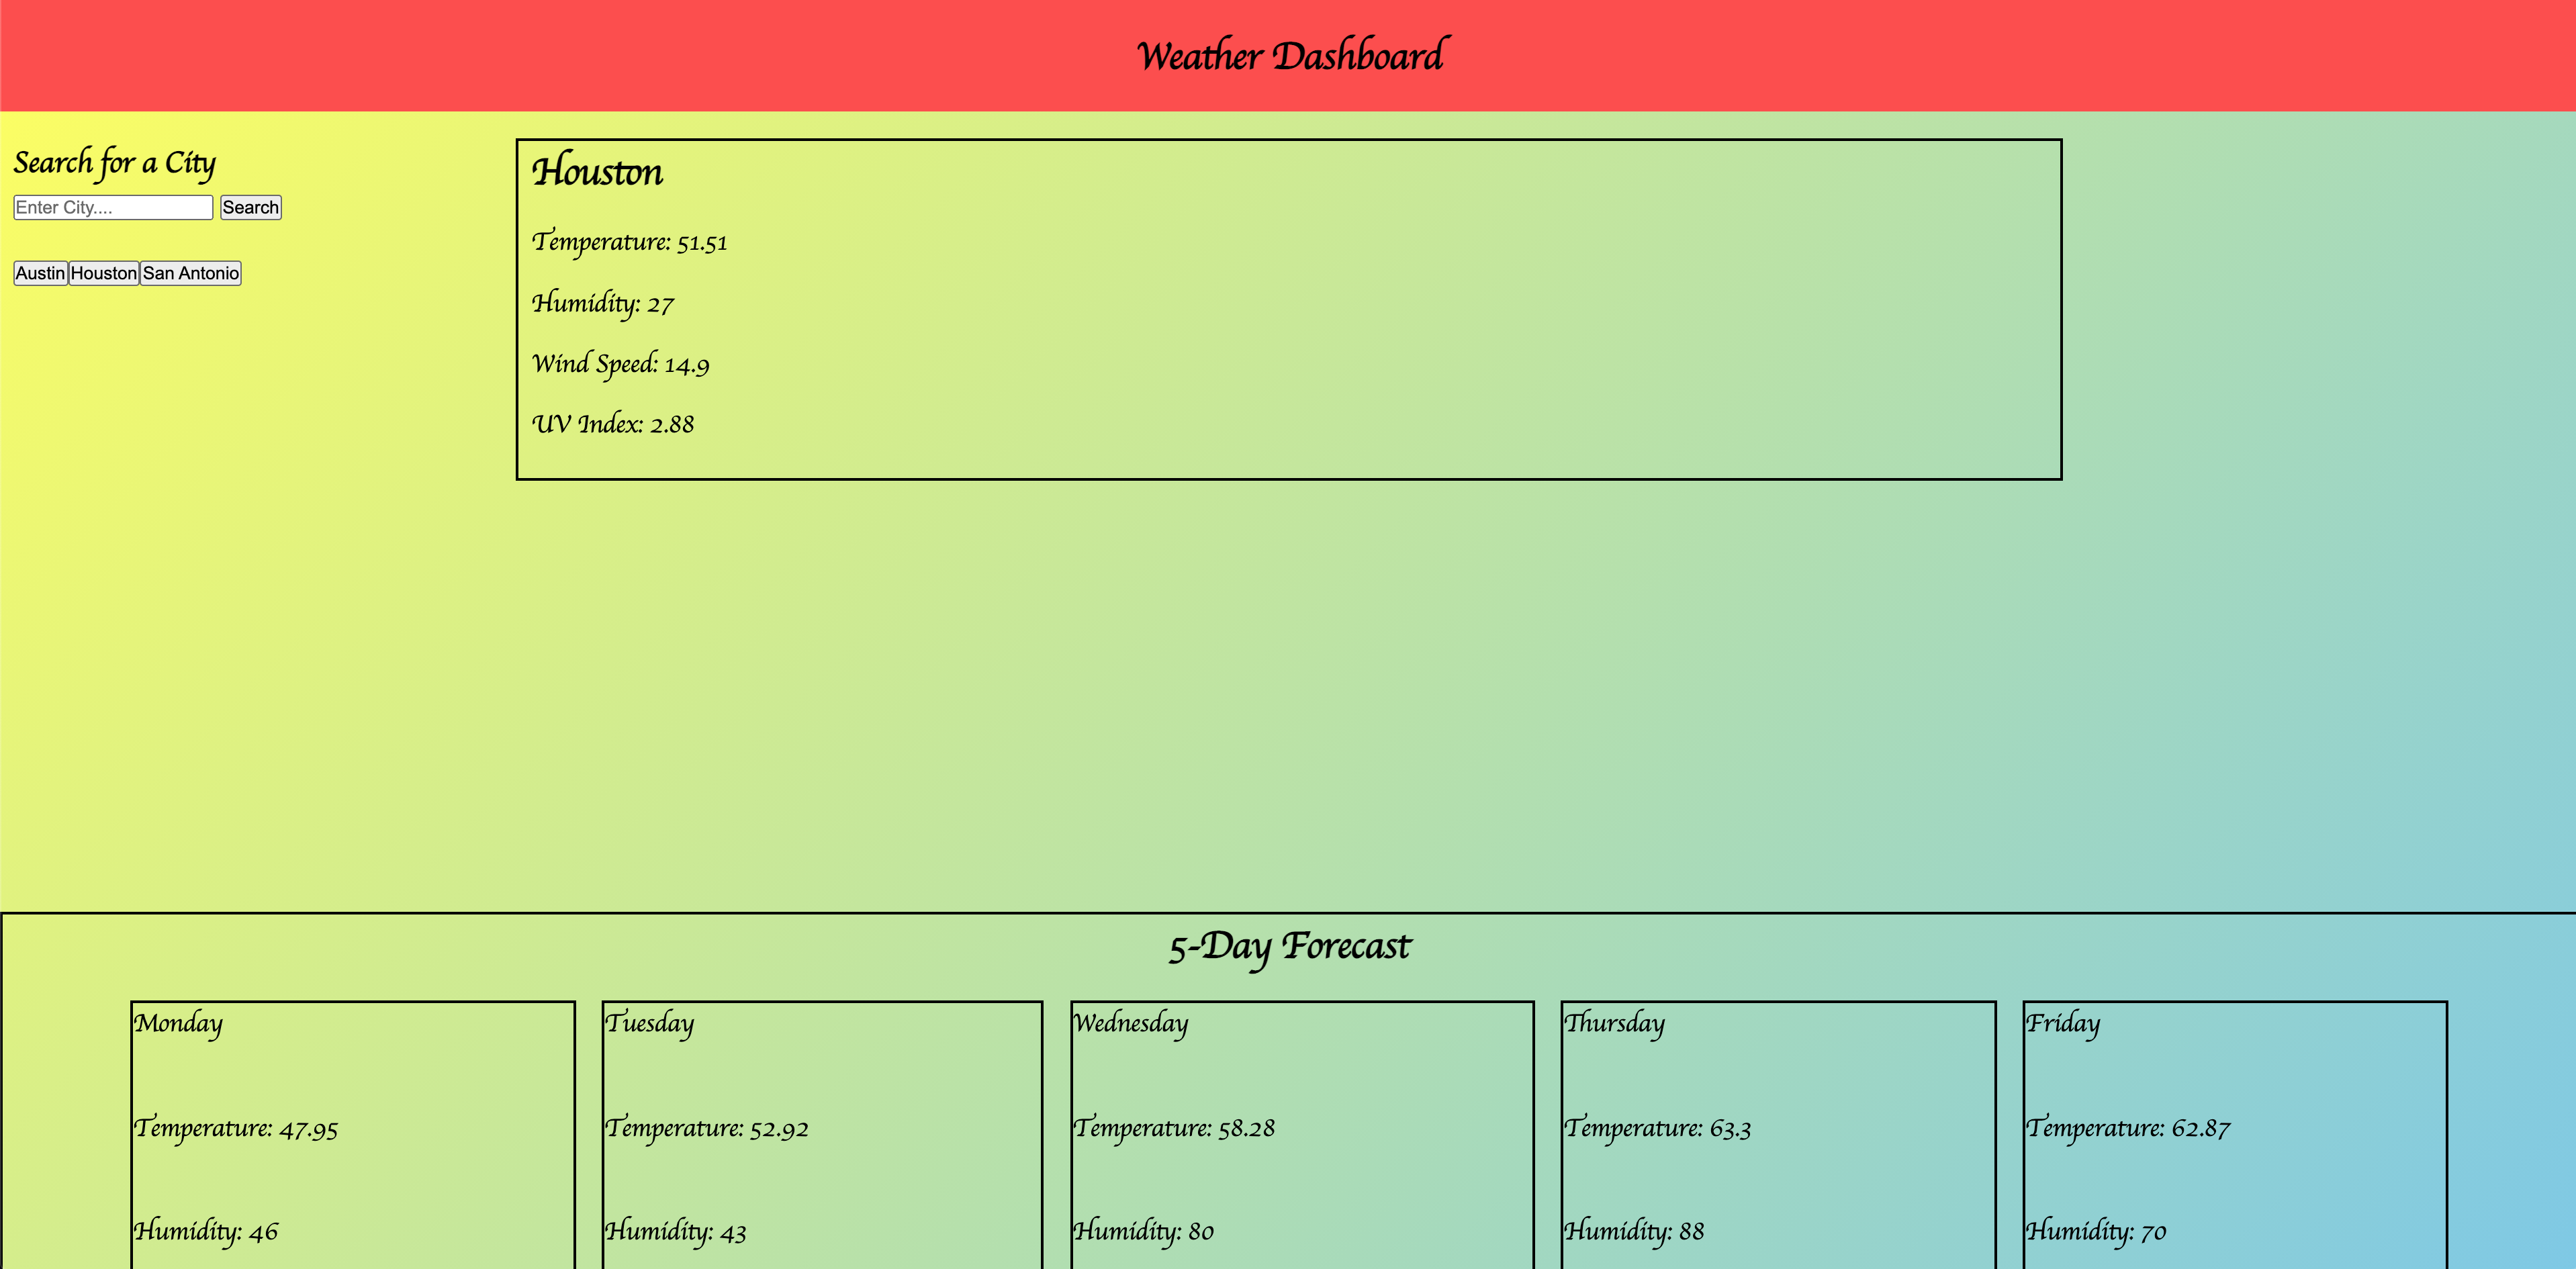 Weather Dashboard
Search for a City
Enter City.... Search
Austin Houston San Antonio
Houston
Temperature: 51.51
Humidity: 27
Wind Speed: 14.9
UV Index: 2.88
5-Day Forecast
Monday
Temperature: 47.95
Humidity: 46
Tuesday
Temperature: 52.92
Humidity: 43
Wednesday
Temperature: 58.28
Humidity: 80
Thursday
Temperature: 63.3
Humidity: 88
Friday
Temperature: 62.87
Humidity: 70